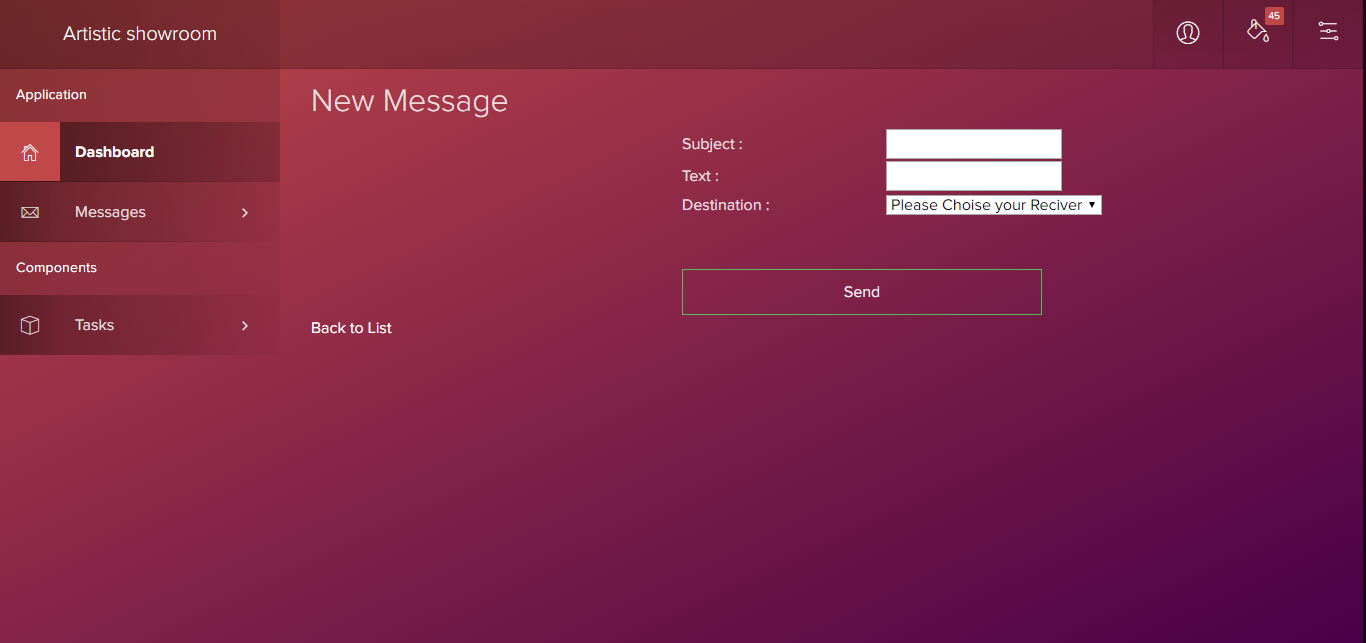 Artistic showroom
45
Application
New Message
Dashboard
Subject :
Text :
Messages
Destination :
Please Choise your Reciver
Components
Send
Tasks
Back to List